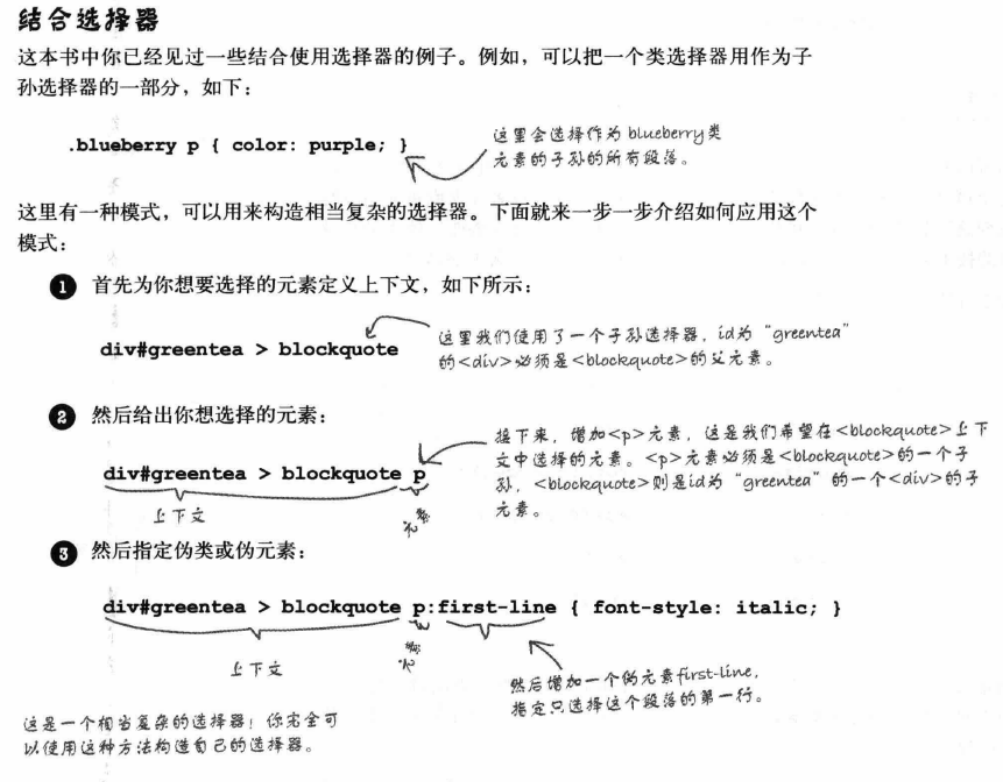 结合选择器
这本书中你已经见过一些结合使用选择器的例子。例如，可以把一个类选择器用作为子
孙选择器的一部分，如下：
.blueberry p { color: purple; }
这里会选择作为 blueberry类
元素的子孙的所有段落。
这里有一种模式，可以用来构造相当复杂的选择器。下面就来一步一步介绍如何应用这个
模式：
1 首先为你想要选择的元素定义上下文，如下所示：
div#greentea > blockquote
这里我们使用了一个子孙选择器，id为“greentea”
的<div>必须是<blockquote>的父元素。
2 然后给出你想选择的元素：
div#greentea > blockquote p
接下来，增加<p>元素，这是我们希望在<blockquote>上下
文中选择的元素。<p>元素必须是<blockquote>的一个子
孙，<blockquote>则是id为“greentea”的一个<div>的子
元素。
上下文
元素
3 然后指定伪类或伪元素：
div#greentea > blockquote p:first-line { font-style: italic; }
上下文
元素
然后增加一个伪元素first-line，
指定只选择这个段落的第一行。
这是一个相当复杂的选择器！你完全可
以使用这种方法构造自己的选择器。